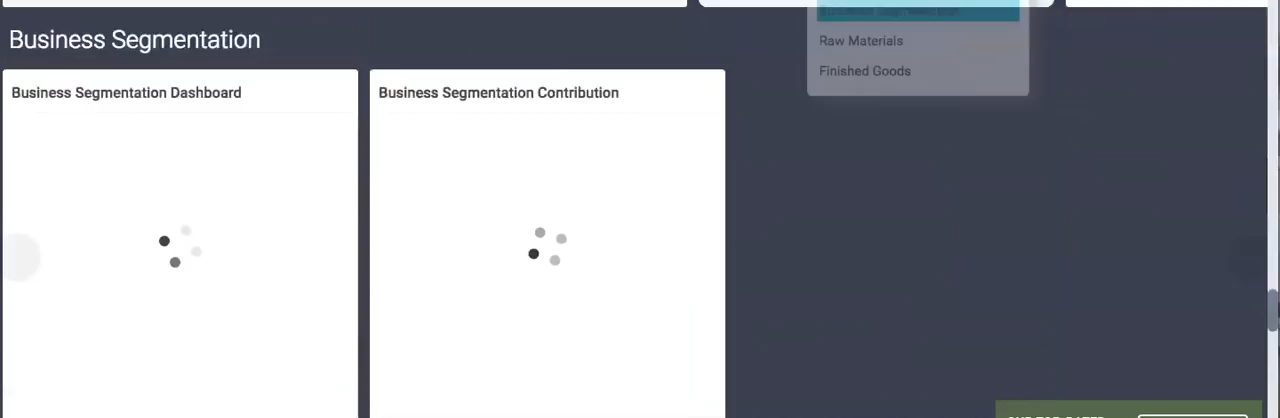 Business Segmentation
Raw Materials
Finished Goods
Business Segmentation Dashboard
Business Segmentation Contribution